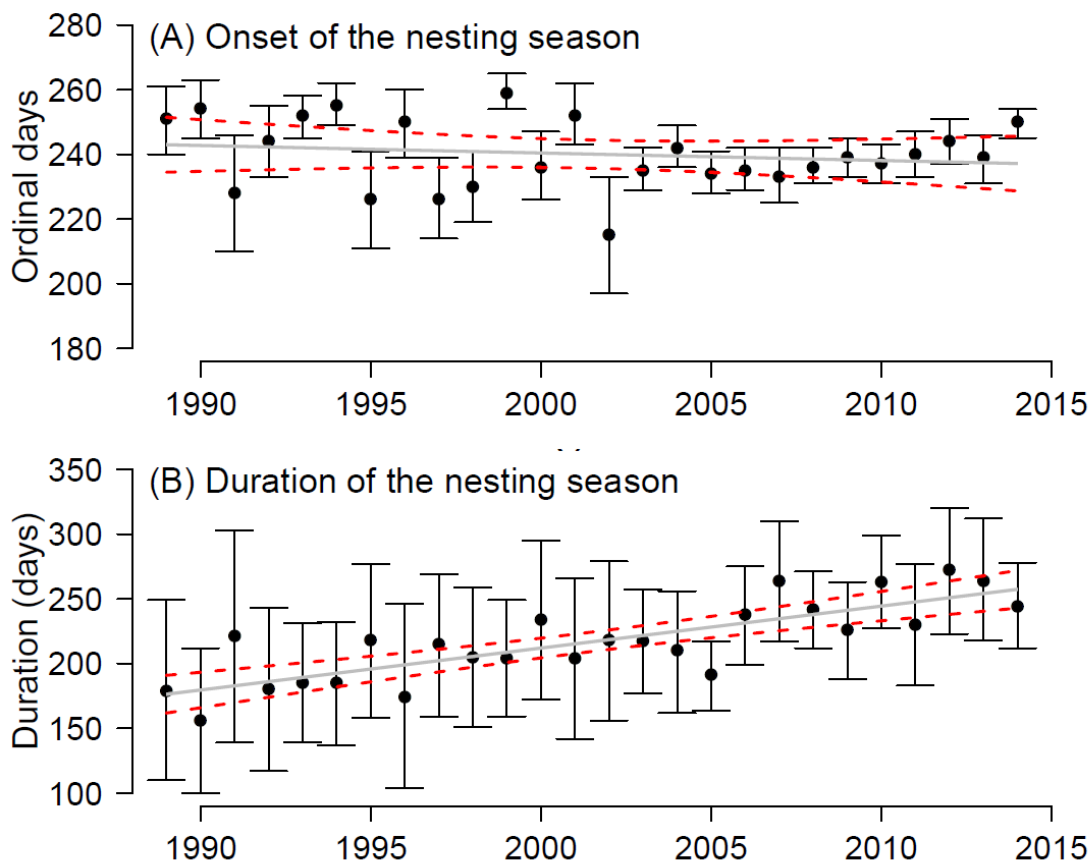 (A) Onset of the nesting season
Ordinal days
280
260
240
220
200
180
1990 1995 2000 2005 2010 2015
(B) Duration of the nesting season
Duration (days)
350
300
250
200
150
100
1990 1995 2000 2005 2010 2015